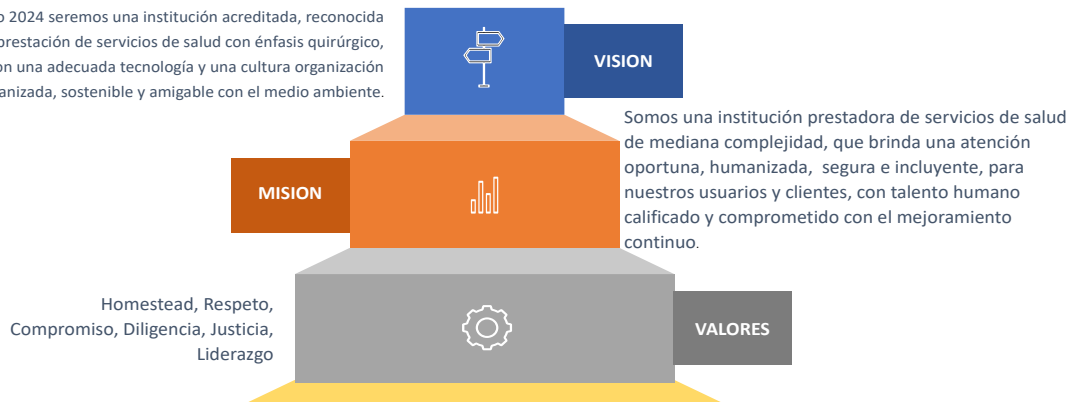 o 2024 seremos una institución acreditada, reconocida
prestación de servicios de salud con énfasis quirúrgico,
on una adecuada tecnología y una cultura organización
anizada, sostenible y amigable con el medio ambiente.
VISION
Somos una institución prestadora de servicios de salud
de mediana complejidad, que brinda una atención
oportuna, humanizada, segura e incluyente, para
nuestros usuarios y clientes, con talento humano
calificado y comprometido con el mejoramiento
continuo.
MISION
Homestead, Respeto,
Compromiso, Diligencia, Justicia,
Liderazgo
VALORES